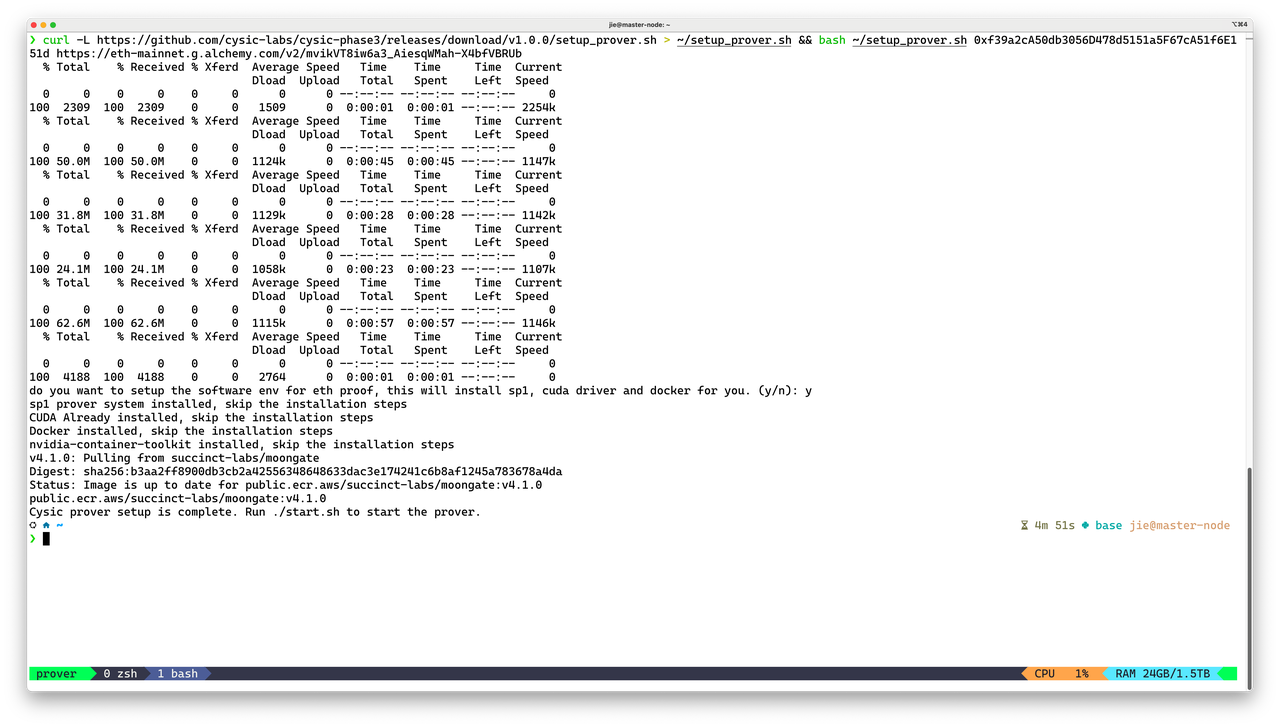 jie@master-node: ~
⌥⌘4
❯ curl -L https://github.com/cysic-labs/cysic-phase3/releases/download/v1.0.0/setup_prover.sh > ~/setup_prover.sh && bash ~/setup_prover.sh 0xf39a2cA50db3056D478d5151a5F67cA51f6E1
51d https://eth-mainnet.g.alchemy.com/v2/mvikVT8iw6a3_AiesqWMah-X4bfVBRUb
% Total % Received % Xferd Average Speed Time Time Time Current
Dload Upload Total Spent Left Speed
0 0 0 0 0 0 0 0 --:--:-- --:--:-- --:--:-- 0
100 2309 100 2309 0 0 1509 0 0:00:01 0:00:01 --:--:-- 2254k
% Total % Received % Xferd Average Speed Time Time Time Current
Dload Upload Total Spent Left Speed
0 0 0 0 0 0 0 0 --:--:-- --:--:-- --:--:-- 0
100 50.0M 100 50.0M 0 0 1124k 0 0:00:45 0:00:45 --:--:-- 1147k
% Total % Received % Xferd Average Speed Time Time Time Current
Dload Upload Total Spent Left Speed
0 0 0 0 0 0 0 0 --:--:-- --:--:-- --:--:-- 0
100 31.8M 100 31.8M 0 0 1129k 0 0:00:28 0:00:28 --:--:-- 1142k
% Total % Received % Xferd Average Speed Time Time Time Current
Dload Upload Total Spent Left Speed
0 0 0 0 0 0 0 0 --:--:-- --:--:-- --:--:-- 0
100 24.1M 100 24.1M 0 0 1058k 0 0:00:23 0:00:23 --:--:-- 1107k
% Total % Received % Xferd Average Speed Time Time Time Current
Dload Upload Total Spent Left Speed
0 0 0 0 0 0 0 0 --:--:-- --:--:-- --:--:-- 0
100 62.6M 100 62.6M 0 0 1115k 0 0:00:57 0:00:57 --:--:-- 1146k
% Total % Received % Xferd Average Speed Time Time Time Current
Dload Upload Total Spent Left Speed
0 0 0 0 0 0 0 0 --:--:-- --:--:-- --:--:-- 0
100 4188 100 4188 0 0 2764 0 0:00:01 0:00:01 --:--:-- 0
do you want to setup the software env for eth proof, this will install sp1, cuda driver and docker for you. (y/n): y
sp1 prover system installed, skip the installation steps
CUDA Already installed, skip the installation steps
Docker installed, skip the installation steps
nvidia-container-toolkit installed, skip the installation steps
v4.1.0: Pulling from succinct-labs/moongate
Digest: sha256:b3aa2ff8900db3cb2a42556348648633dac3e174241c6b8af1245a783678a4da
Status: Image is up to date for public.ecr.aws/succinct-labs/moongate:v4.1.0
public.ecr.aws/succinct-labs/moongate:v4.1.0
Cysic prover setup is complete. Run ./start.sh to start the prover.
~ 4m 51s base jie@master-node
❯
prover 0 zsh 1 bash CPU 1% RAM 24GB/1.5TB